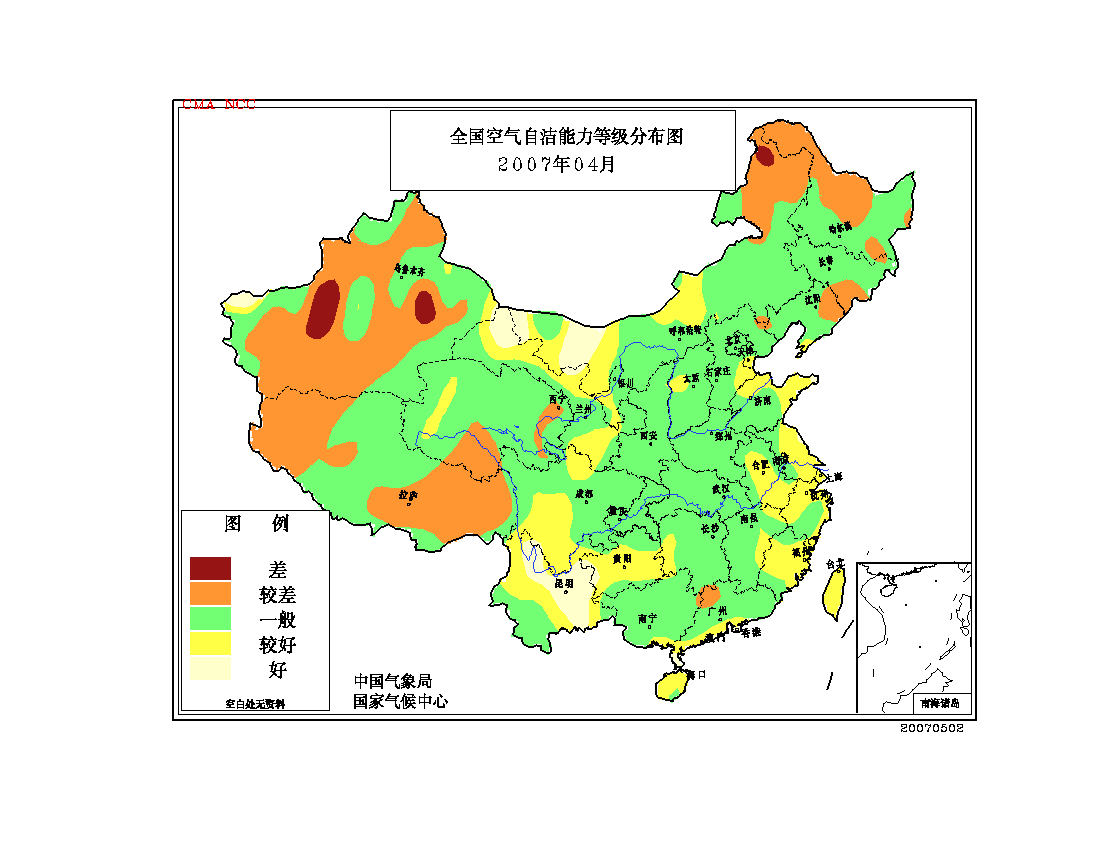 CMA NCC
全国空气自洁能力等级分布图
2007年04月
哈尔滨
乌鲁木齐
长春
沈阳
呼和浩特
北京
天津
银川
太原
石家庄
西宁
兰州
济南
西安
郑州
合肥
南京
上海
拉萨
成都
武汉
杭州
重庆
南昌
长沙
贵阳
福州
台北
昆明
广州
南宁
澳门
香港
海口
图 例
差
较差
一般
较好
好
空白处无资料
中国气象局
国家气候中心
南海诸岛
20070502